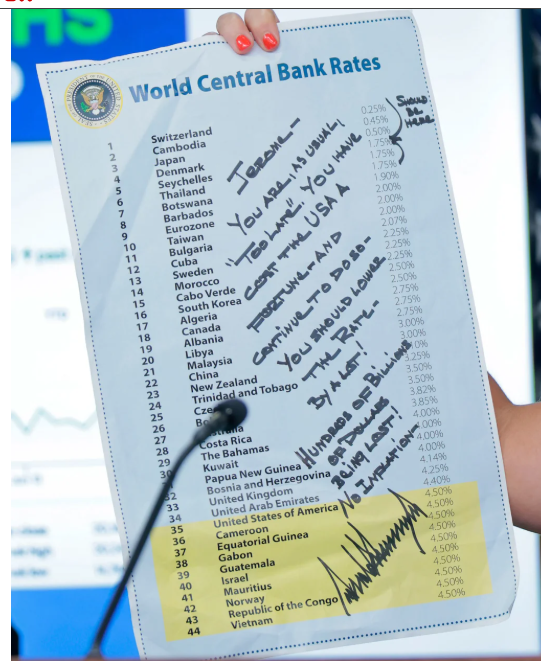 HS
PRESIDENT OF THE UNITED STATES
World Central Bank Rates
1 Switzerland
2 Cambodia
3 Japan
4 Denmark
5 Seychelles
6 Thailand
7 Botswana
8 Barbados
9 Eurozone
10 Taiwan
11 Bulgaria
12 Cuba
13 Sweden
14 Morocco
15 Cabo Verde
16 South Korea
17 Algeria
18 Canada
19 Albania
20 Libya
21 Malaysia
22 China
23 New Zealand
24 Trinidad and Tobago
25
26
27
28 Costa Rica
29 The Bahamas
Kuwait
Papua New Guinea
32 Bosnia and Herzegovina
33 United Kingdom
34 United Arab Emirates
35 United States of America
36 Cameroon
37 Equatorial Guinea
38 Gabon
39 Guatemala
40 Israel
41 Mauritius
42 Norway
43 Republic of the Congo
44 Vietnam
0.25%
0.45%
0.50%
1.75%
1.75%
1.75%
1.90%
2.00%
2.00%
2.00%
2.07%
2.25%
2.25%
2.25%
2.50%
2.50%
2.75%
2.75%
2.75%
3.00%
3.00%
3.25%
3.50%
3.50%
3.82%
3.85%
4.00%
4.00%
4.00%
4.00%
4.14%
4.25%
4.40%
4.50%
4.50%
4.50%
4.50%
4.50%
4.50%
4.50%
4.50%
4.50%
4.50%
SHOULD
BE
HERE
JEROME-
YOU ARE, AS USUAL,
"TOO LATE". YOU HAVE
COST THE USA A
FORTUNE - AND
CONTINUE TO DO SO -
YOU SHOULD LOWER
THE RATE -
BY A LOT!
HUNDREDS OF BILLIONS
OF DOLLARS
BEING LOST!
NO INFLATION-